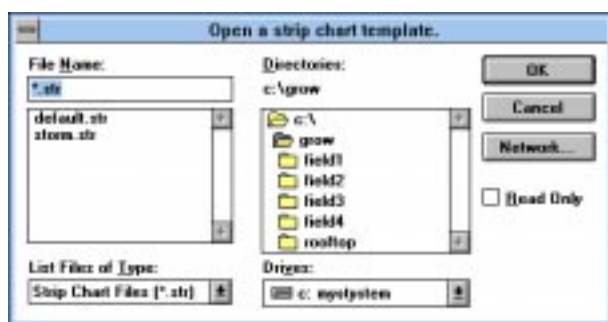 Open a strip chart template.
File Name:
*.str
default.str
storm.str
List Files of Type:
Strip Chart Files (*.str)
Directories:
c:\grow
c:\
grow
field1
field2
field3
field4
rooftop
Drives:
c: mystystem
OK
Cancel
Network...
Read Only